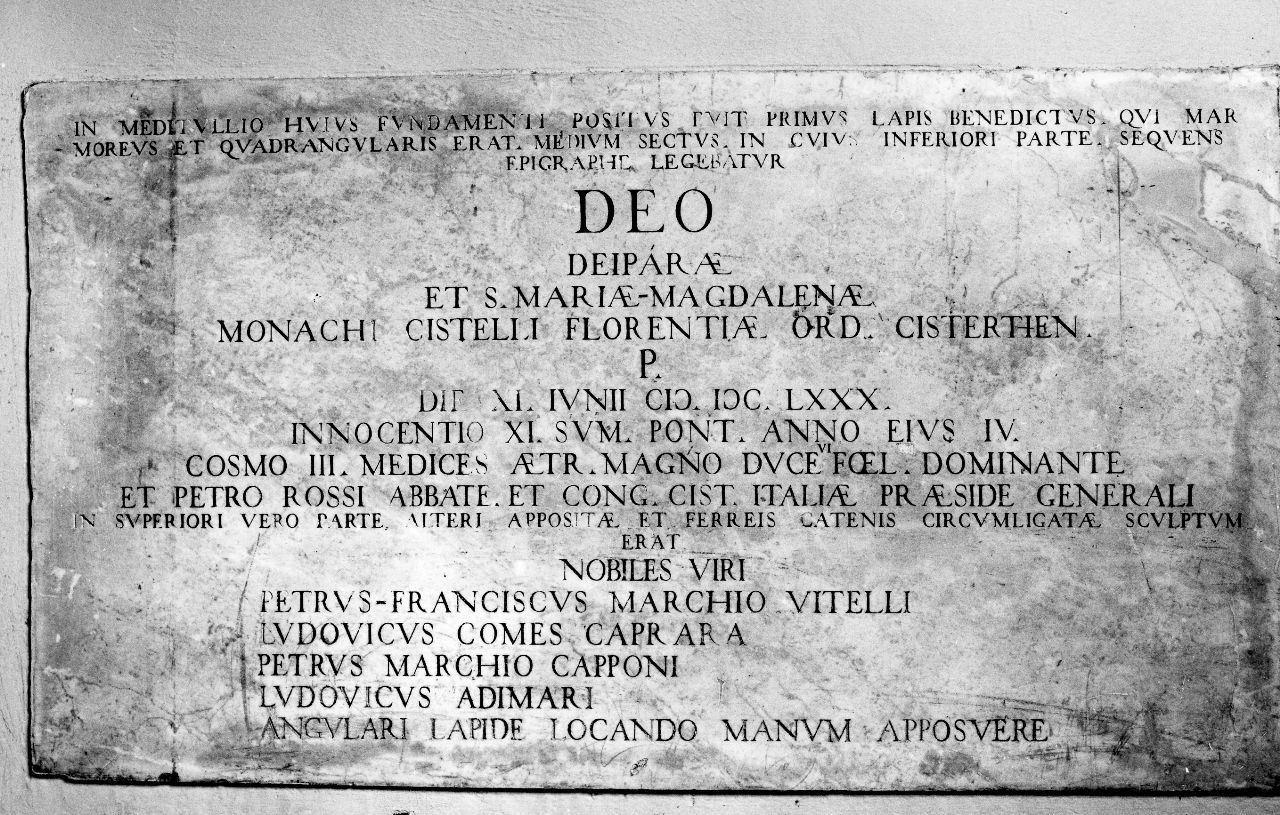 IN MEDITVLLIO HVIVS FVNDAMENTI POSITVS FVIT PRIMVS LAPIS BENEDICTVS. QVI MAR
MOREVS ET QVADRANGVLARIS ERAT. MEDIVM SECTVS. IN CVIVS INFERIORI PARTE. SEQVENS
EPIGRAPHE LEGEBATVR
DEO
DEIPÁRÆ
ET S. MARIÆ-MAGDALENÆ
MONACHI CISTELLI FLORENTIÆ ORD. CISTERTIEN.
P.
DIE XI. IVNII CIↃ. IƆC. LXXX.
INNOCENTIO XI. SVM. PONT. ANNO EIVS IV.
COSMO III. MEDICES ÆTR. MAGNO DVCE VI FŒL. DOMINANTE
ET PETRO ROSSI ABBATE. ET CONG. CIST. ITALIÆ PRÆSIDE GENERALI
IN SVPERIORI VERO PARTE, ALTERI APPOSITÆ ET FERREIS CATENIS CIRCVMLIGATÆ SCVLPTVM
ERAT
NOBILES VIRI
PETRVS-FRANCISCVS MARCHIO VITELLI
LVDOVICVS COMES CAPRARA
PETRVS MARCHIO CAPPONI
LVDOVICVS ADIMARI
ANGVLARI LAPIDE LOCANDO MANVM APPOSVERE